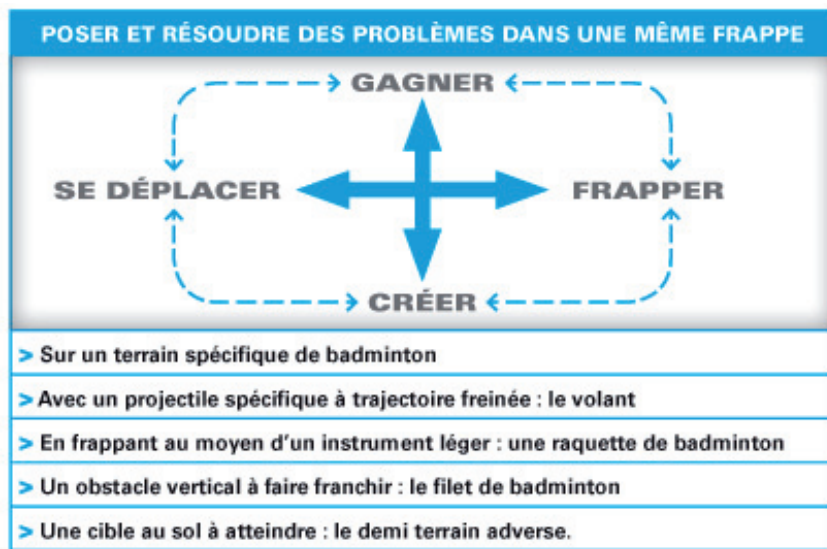 POSER ET RÉSOUDRE DES PROBLÈMES DANS UNE MÊME FRAPPE
GAGNER
SE DÉPLACER
FRAPPER
CRÉER
> Sur un terrain spécifique de badminton
> Avec un projectile spécifique à trajectoire freinée : le volant
> En frappant au moyen d'un instrument léger : une raquette de badminton
> Un obstacle vertical à faire franchir : le filet de badminton
> Une cible au sol à atteindre : le demi terrain adverse.